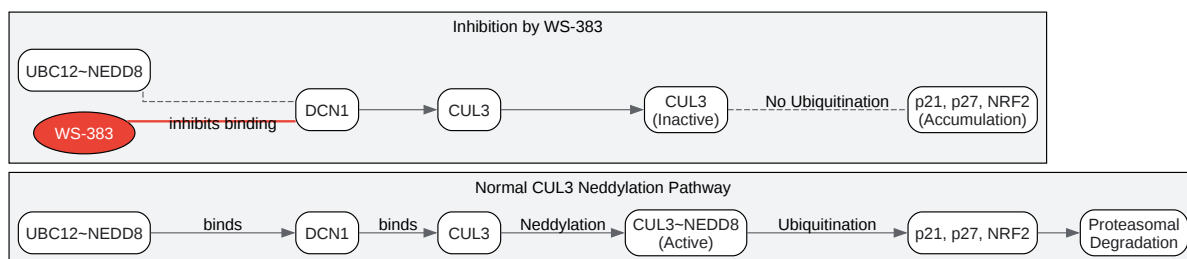 Inhibition by WS-383
UBC12~NEDD8
WS-383
inhibits binding
DCN1
CUL3
CUL3
(Inactive)
No Ubiquitination
p21, p27, NRF2
(Accumulation)
Normal CUL3 Neddylation Pathway
UBC12~NEDD8
binds
DCN1
binds
CUL3
Neddylation
CUL3~NEDD8
(Active)
Ubiquitination
p21, p27, NRF2
Proteasomal
Degradation